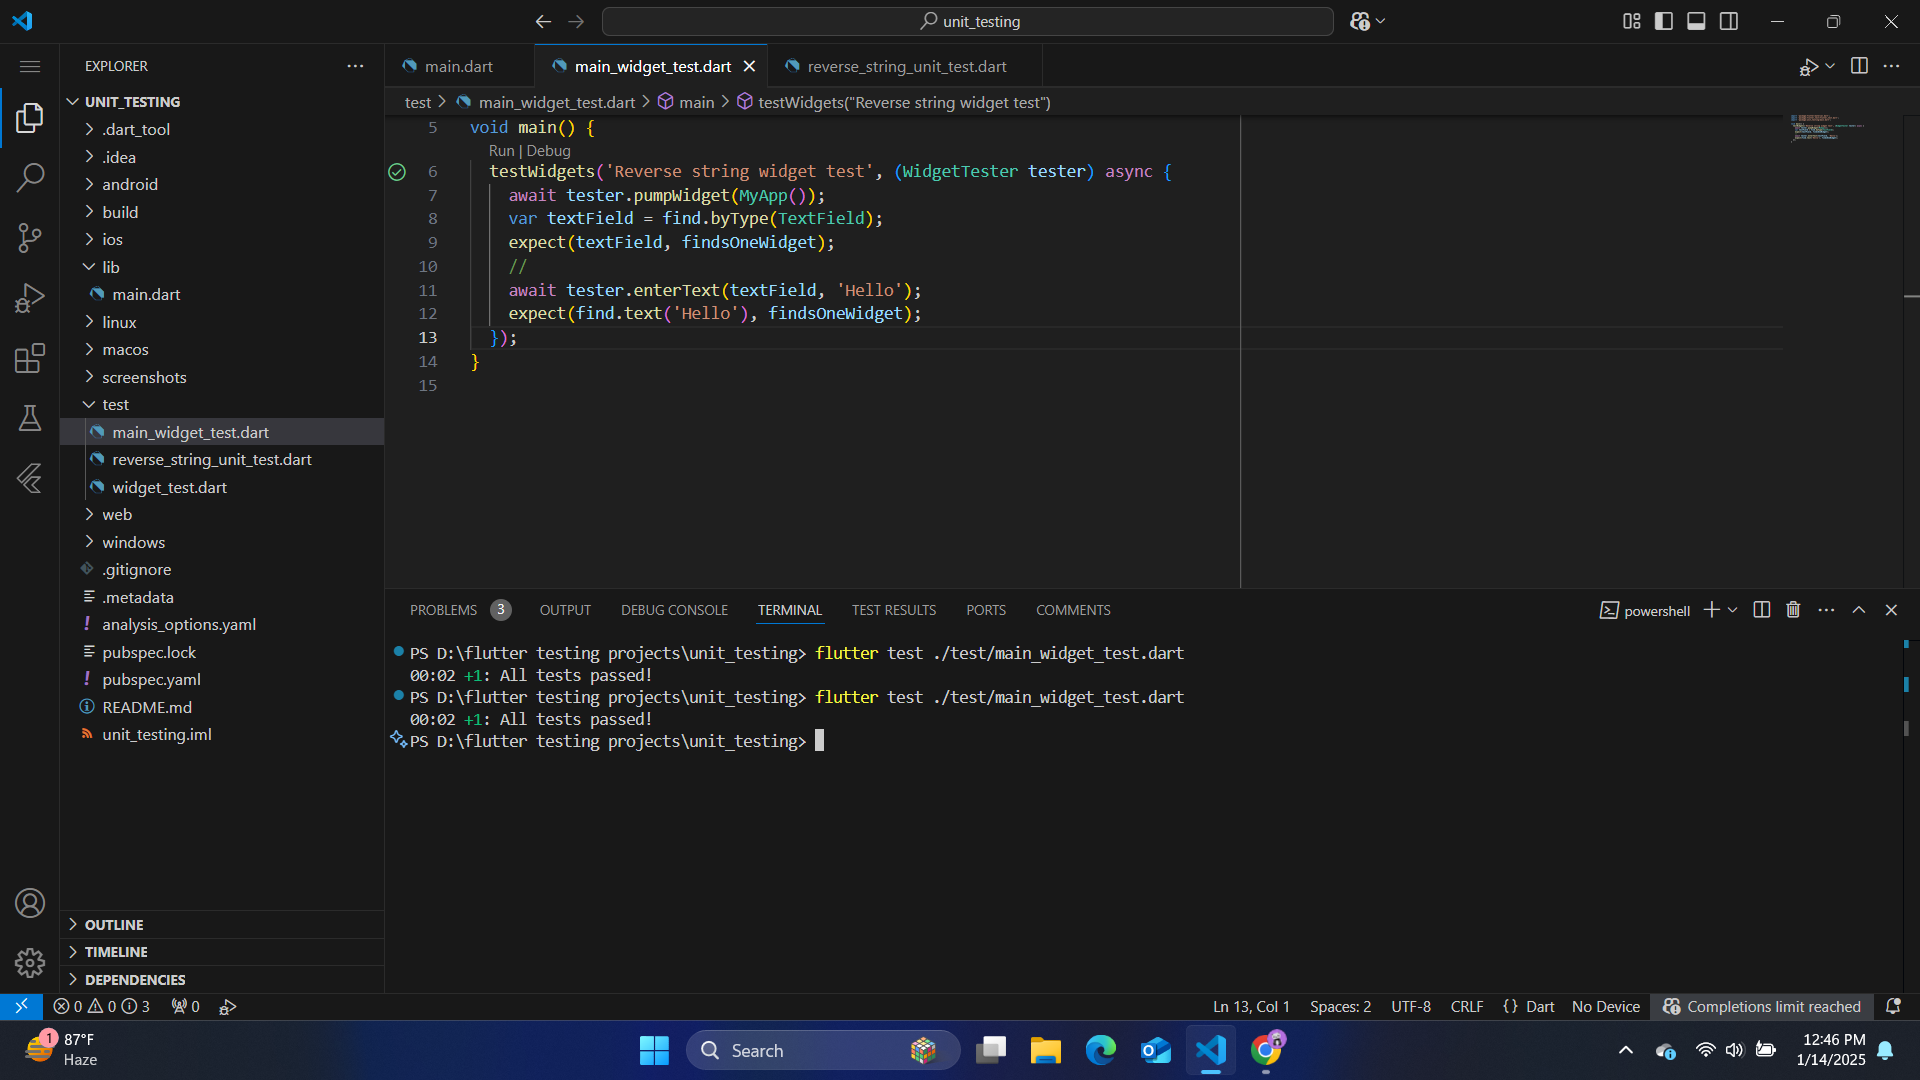 unit_testing
EXPLORER
UNIT_TESTING
.dart_tool
.idea
android
build
ios
lib
main.dart
linux
macos
screenshots
test
main_widget_test.dart
reverse_string_unit_test.dart
widget_test.dart
web
windows
.gitignore
.metadata
! analysis_options.yaml
pubspec.lock
! pubspec.yaml
README.md
unit_testing.iml
OUTLINE
TIMELINE
DEPENDENCIES
main.dart main_widget_test.dart reverse_string_unit_test.dart
test > main_widget_test.dart > main > testWidgets("Reverse string widget test")
5 void main() {
Run | Debug
6 testWidgets('Reverse string widget test', (WidgetTester tester) async {
7 await tester.pumpWidget(MyApp());
8 var textField = find.byType(TextField);
9 expect(textField, findsOneWidget);
10 //
11 await tester.enterText(textField, 'Hello');
12 expect(find.text('Hello'), findsOneWidget);
13 });
14 }
15
PROBLEMS 3 OUTPUT DEBUG CONSOLE TERMINAL TEST RESULTS PORTS COMMENTS powershell
PS D:\flutter testing projects\unit_testing> flutter test ./test/main_widget_test.dart
00:02 +1: All tests passed!
PS D:\flutter testing projects\unit_testing> flutter test ./test/main_widget_test.dart
00:02 +1: All tests passed!
PS D:\flutter testing projects\unit_testing>
0 0 3 0 Ln 13, Col 1 Spaces: 2 UTF-8 CRLF {} Dart No Device Completions limit reached
1 87°F
Haze
Search
12:46 PM
1/14/2025